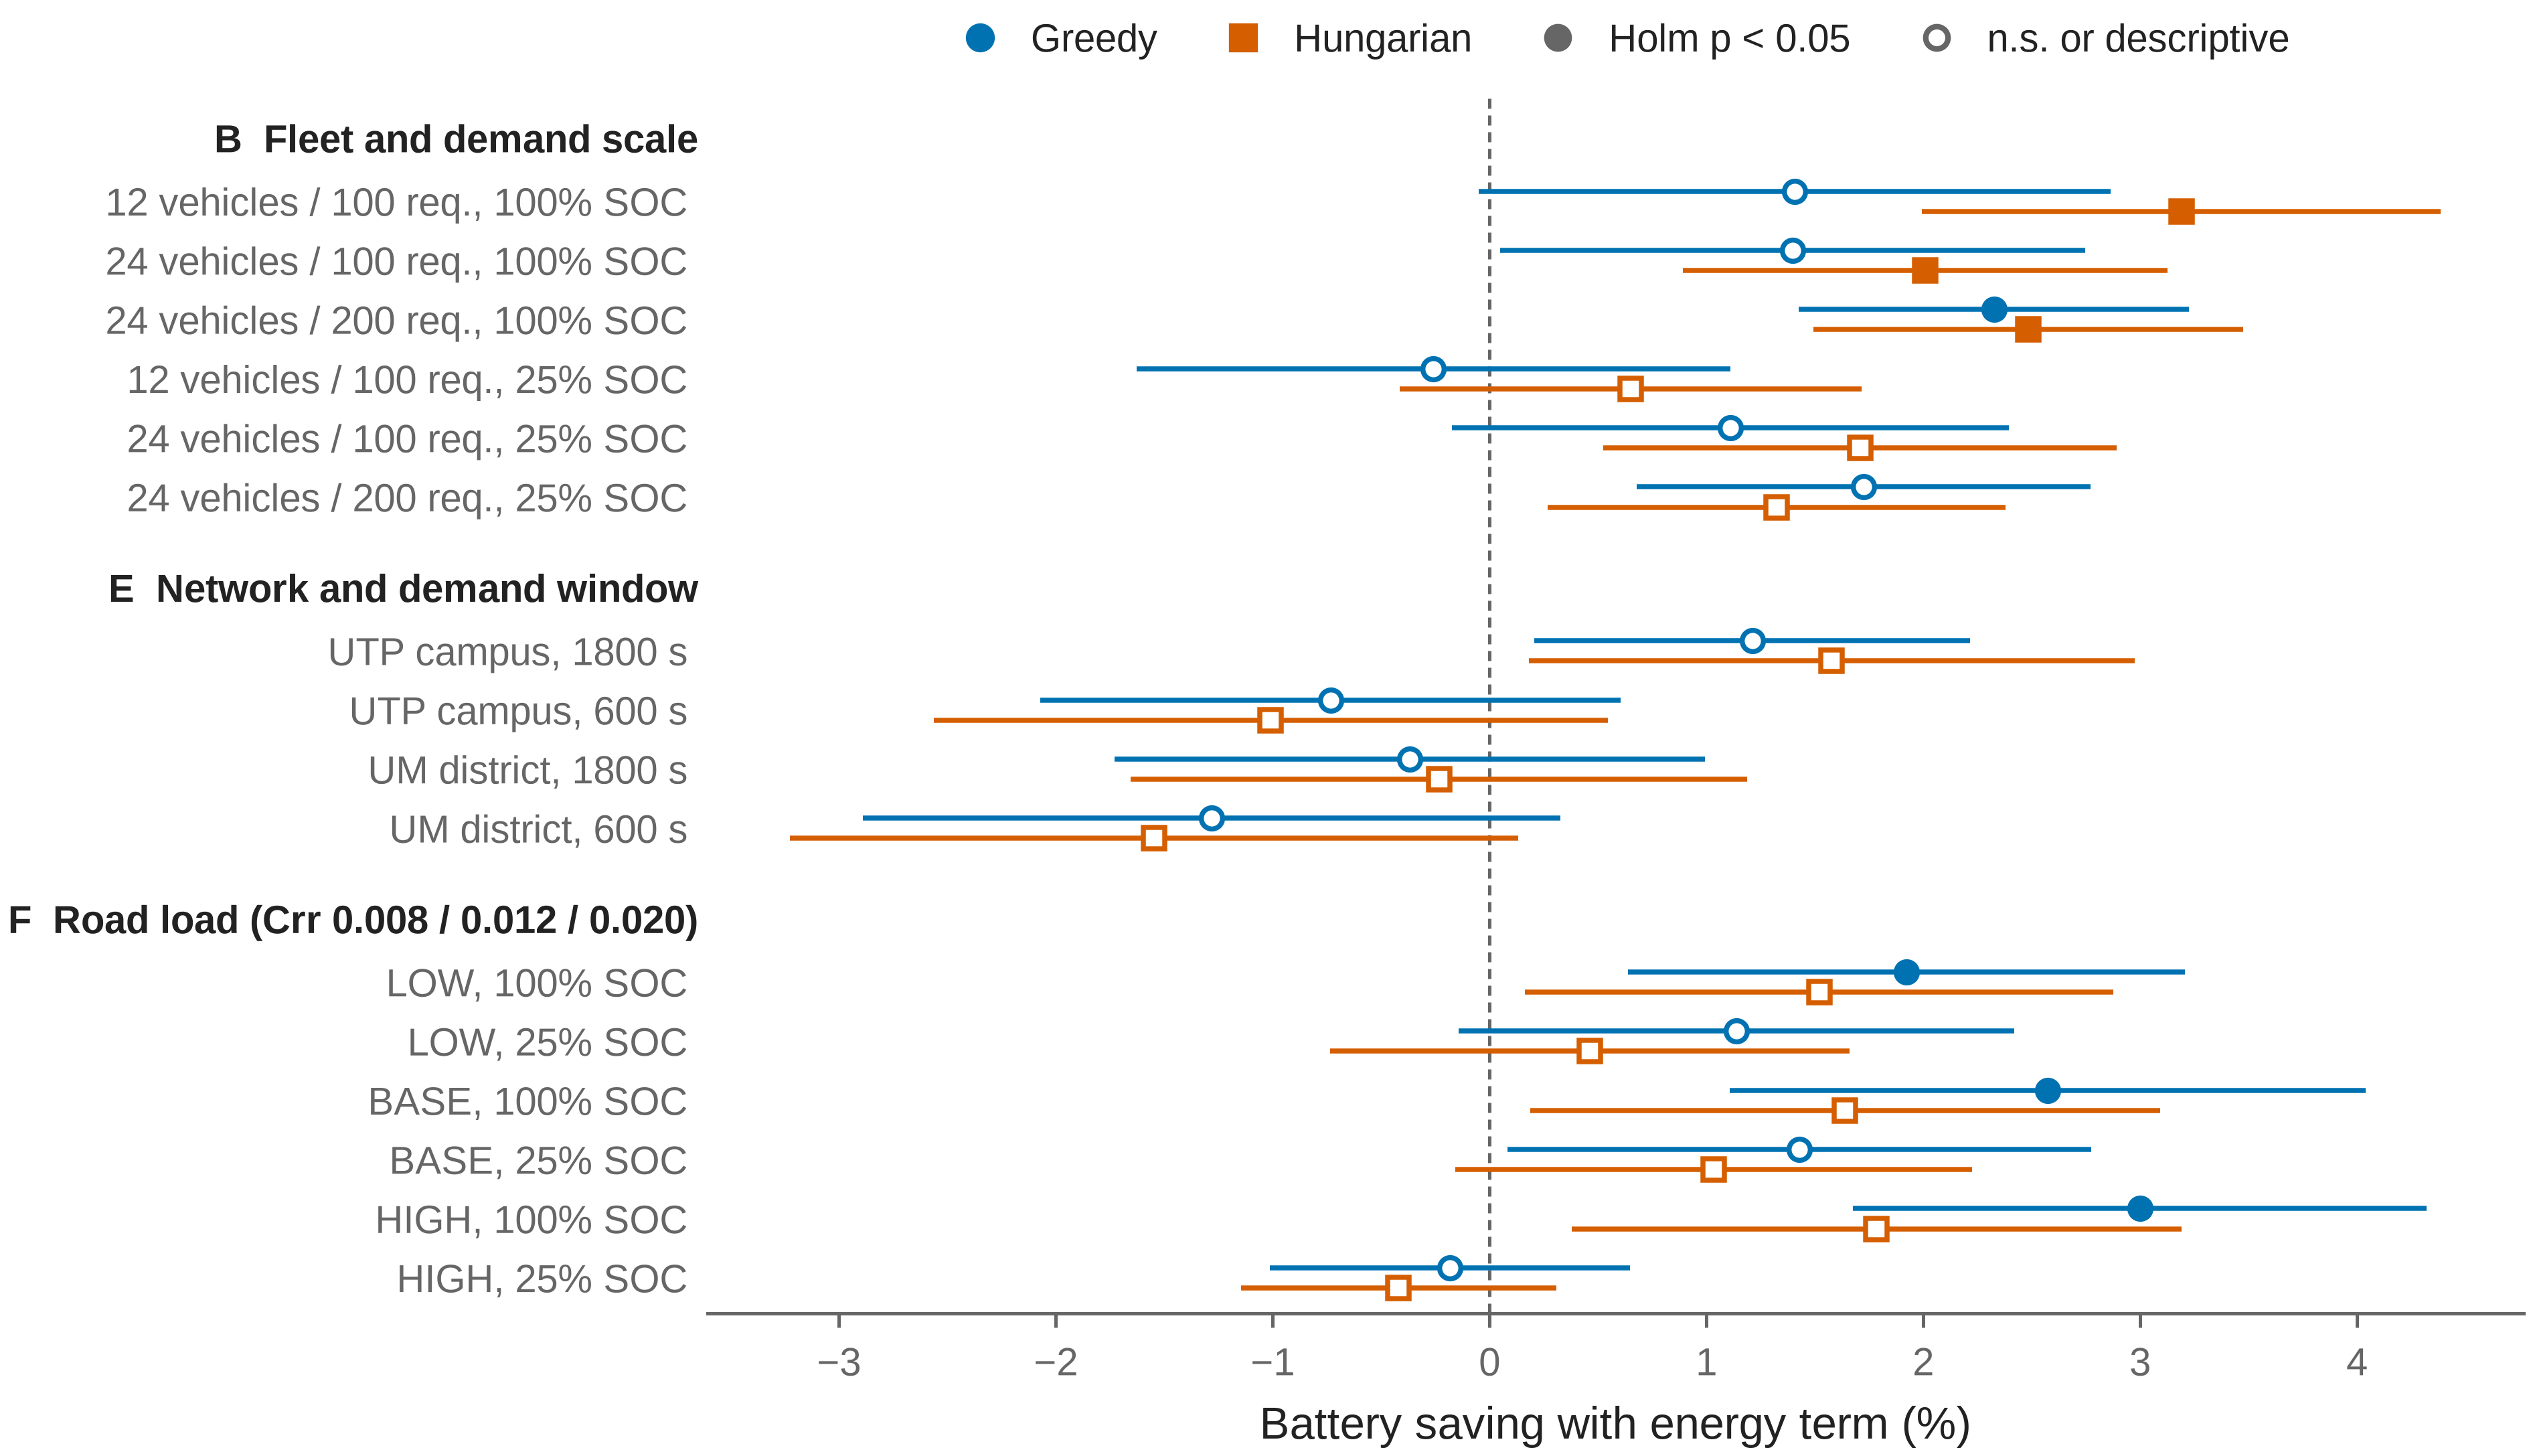 Greedy Hungarian Holm p < 0.05 n.s. or descriptive
B Fleet and demand scale
12 vehicles / 100 req., 100% SOC
24 vehicles / 100 req., 100% SOC
24 vehicles / 200 req., 100% SOC
12 vehicles / 100 req., 25% SOC
24 vehicles / 100 req., 25% SOC
24 vehicles / 200 req., 25% SOC
E Network and demand window
UTP campus, 1800 s
UTP campus, 600 s
UM district, 1800 s
UM district, 600 s
F Road load (Crr 0.008 / 0.012 / 0.020)
LOW, 100% SOC
LOW, 25% SOC
BASE, 100% SOC
BASE, 25% SOC
HIGH, 100% SOC
HIGH, 25% SOC
−3 −2 −1 0 1 2 3 4
Battery saving with energy term (%)